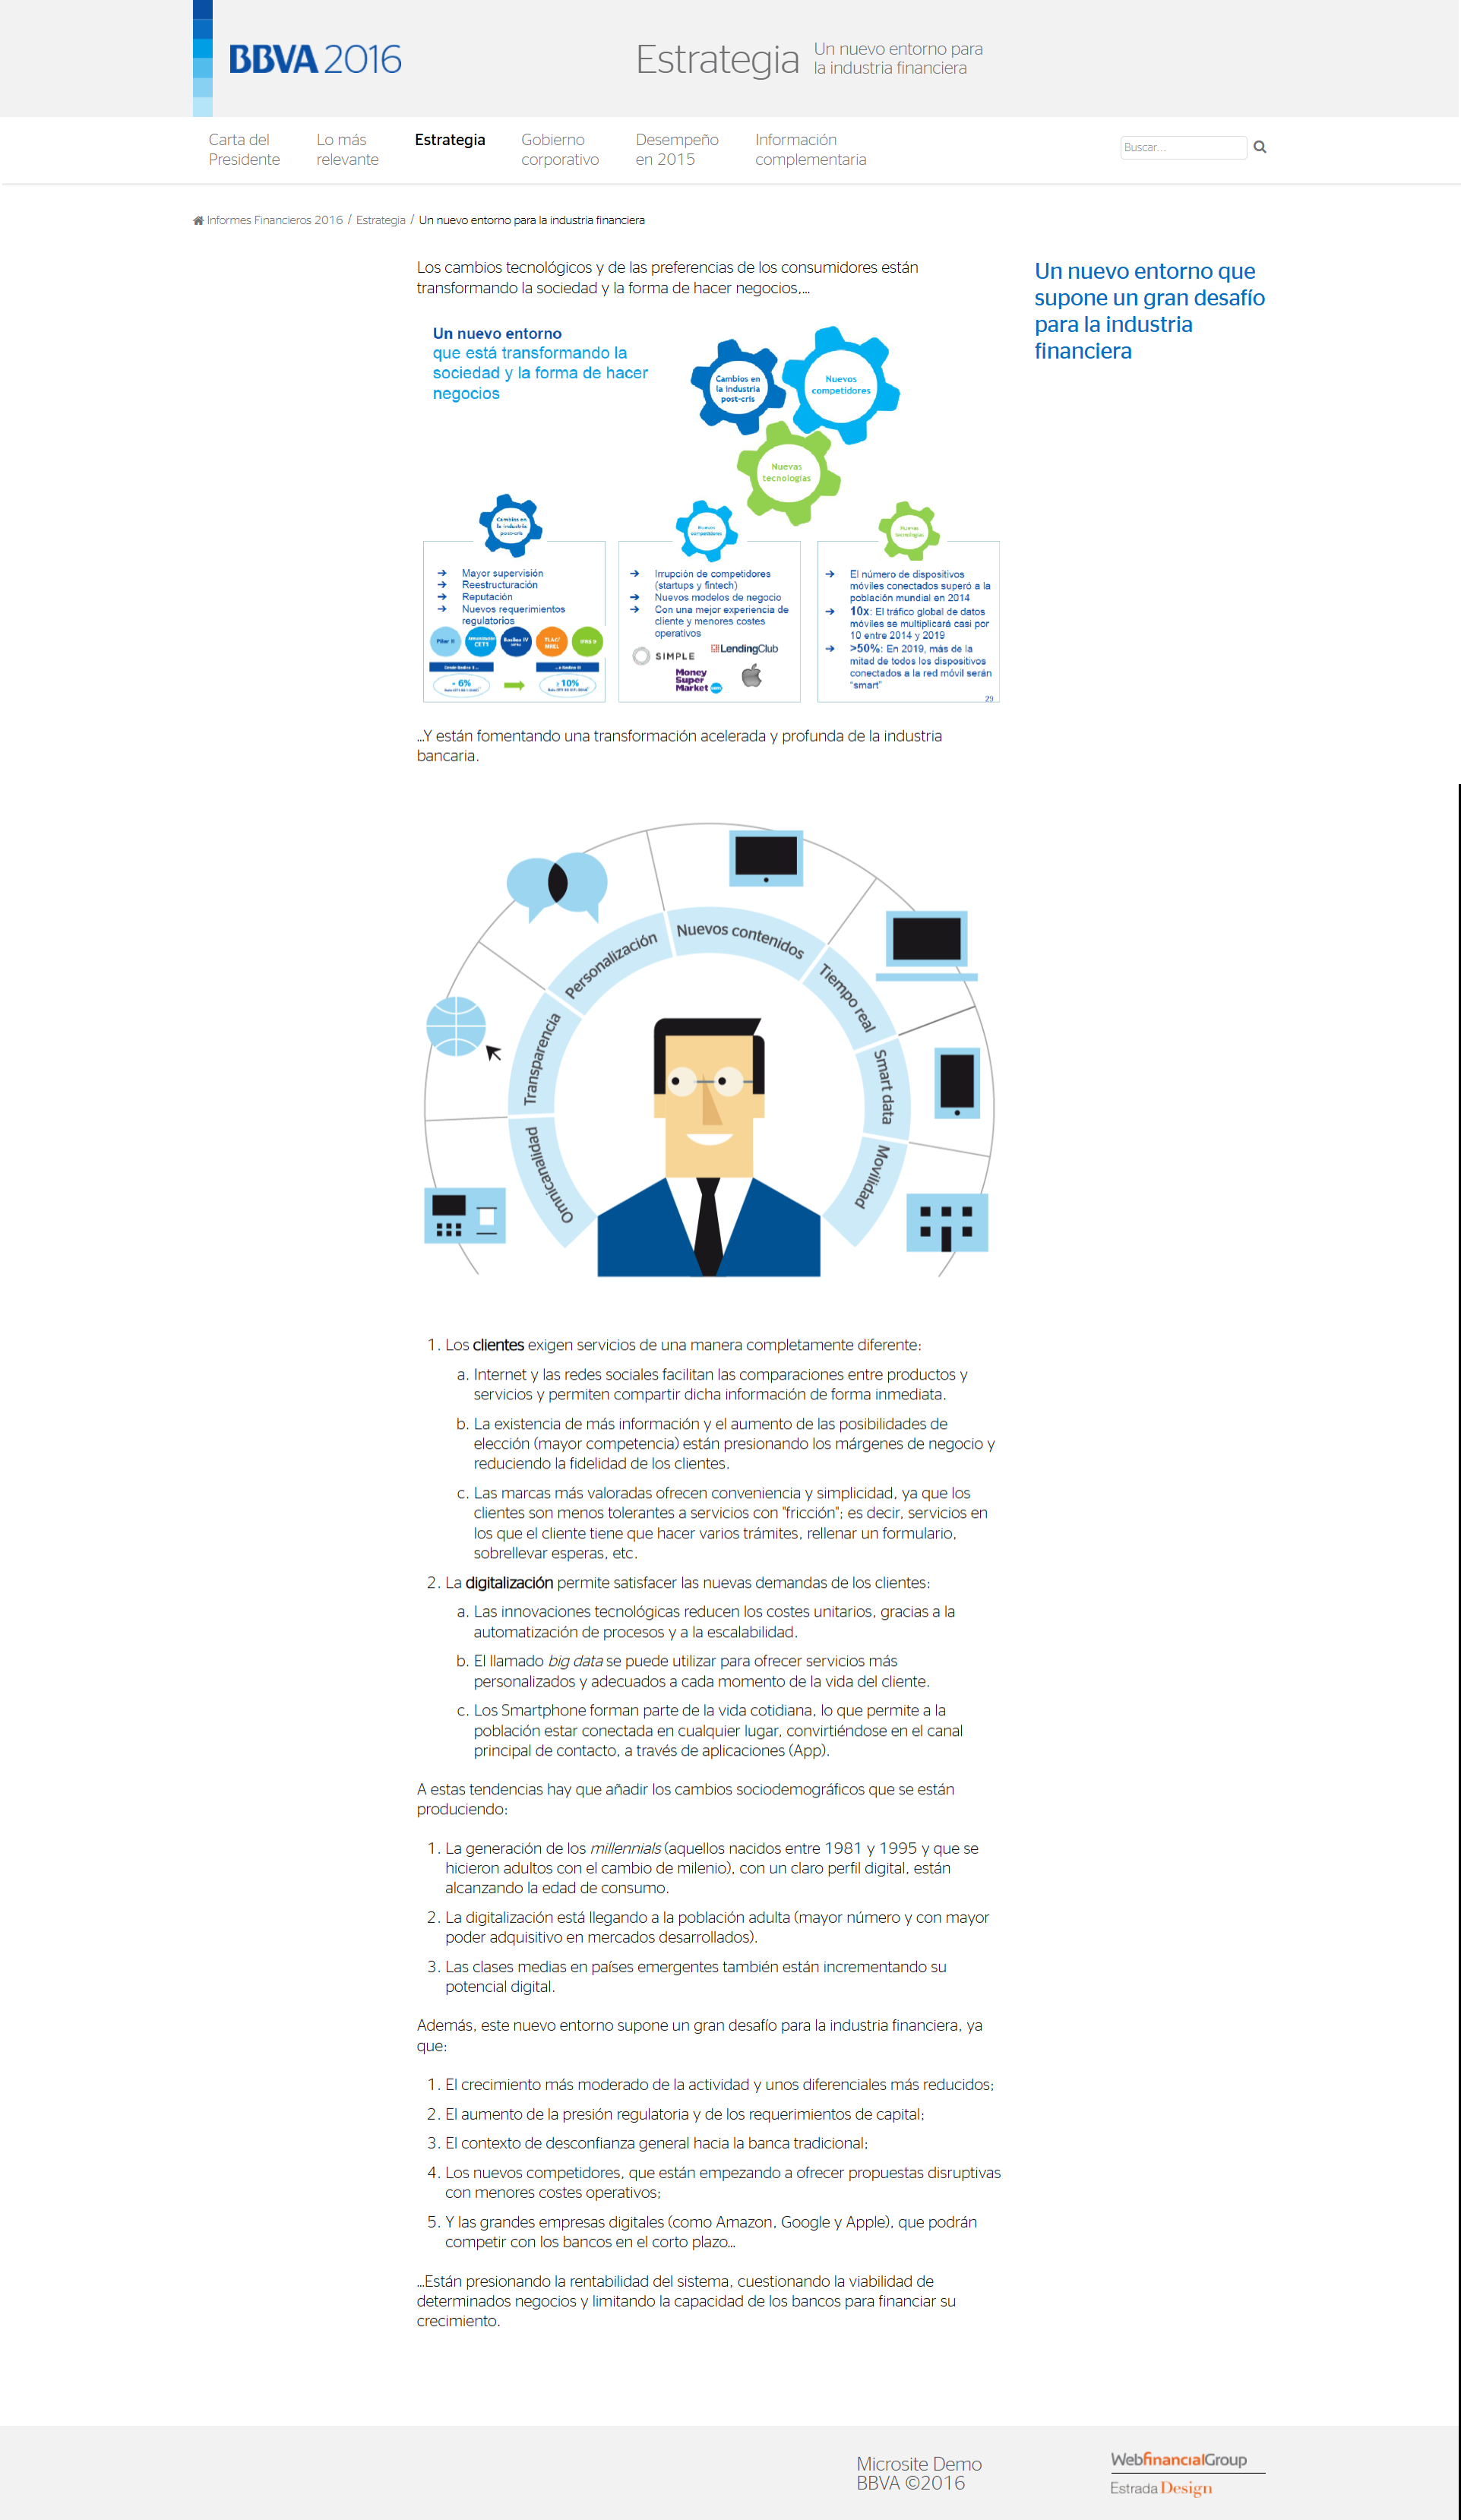 BBVA 2016
Estrategia
Un nuevo entorno para
la industria financiera
Carta del
Presidente
Lo más
relevante
Estrategia
Gobierno
corporativo
Desempeño
en 2015
Información
complementaria
Buscar...
Informes Financieros 2016 / Estrategia / Un nuevo entorno para la industria financiera
Los cambios tecnológicos y de las preferencias de los consumidores están
transformando la sociedad y la forma de hacer negocios,...
Un nuevo entorno que
supone un gran desafío
para la industria
financiera
Un nuevo entorno
que está transformando la
sociedad y la forma de hacer
negocios
Cambios en
la industria
post-cris
Nuevos
competidores
Nuevas
tecnologías
Cambios en
la industria
post-cris
Mayor supervisión
Reestructuración
Reputación
Nuevos requerimientos
regulatorios
Pilar II
CET1
Basilea IV
TLAC/
MREL
IFRS 9
≈ 6%
≥ 10%
Nuevos
competidores
Irrupción de competidores
(startups y fintech)
Nuevos modelos de negocio
Con una mejor experiencia de
cliente y menores costes
operativos
SIMPLE
LendingClub
Money
Super
Market
Nuevas
tecnologías
El número de dispositivos
móviles conectados superó a la
población mundial en 2014
10x: El tráfico global de datos
móviles se multiplicará casi por
10 entre 2014 y 2019
>50%: En 2019, más de la
mitad de todos los dispositivos
conectados a la red móvil serán
"smart"
29
...Y están fomentando una transformación acelerada y profunda de la industria
bancaria.
Omnicanalidad
Transparencia
Personalización
Nuevos contenidos
Tiempo real
Smart data
Movilidad
1. Los clientes exigen servicios de una manera completamente diferente:
a. Internet y las redes sociales facilitan las comparaciones entre productos y
servicios y permiten compartir dicha información de forma inmediata.
b. La existencia de más información y el aumento de las posibilidades de
elección (mayor competencia) están presionando los márgenes de negocio y
reduciendo la fidelidad de los clientes.
c. Las marcas más valoradas ofrecen conveniencia y simplicidad, ya que los
clientes son menos tolerantes a servicios con "fricción"; es decir, servicios en
los que el cliente tiene que hacer varios trámites, rellenar un formulario,
sobrellevar esperas, etc.
2. La digitalización permite satisfacer las nuevas demandas de los clientes:
a. Las innovaciones tecnológicas reducen los costes unitarios, gracias a la
automatización de procesos y a la escalabilidad.
b. El llamado big data se puede utilizar para ofrecer servicios más
personalizados y adecuados a cada momento de la vida del cliente.
c. Los Smartphone forman parte de la vida cotidiana, lo que permite a la
población estar conectada en cualquier lugar, convirtiéndose en el canal
principal de contacto, a través de aplicaciones (App).
A estas tendencias hay que añadir los cambios sociodemográficos que se están
produciendo:
1. La generación de los millennials (aquellos nacidos entre 1981 y 1995 y que se
hicieron adultos con el cambio de milenio), con un claro perfil digital, están
alcanzando la edad de consumo.
2. La digitalización está llegando a la población adulta (mayor número y con mayor
poder adquisitivo en mercados desarrollados).
3. Las clases medias en países emergentes también están incrementando su
potencial digital.
Además, este nuevo entorno supone un gran desafío para la industria financiera, ya
que:
1. El crecimiento más moderado de la actividad y unos diferenciales más reducidos;
2. El aumento de la presión regulatoria y de los requerimientos de capital;
3. El contexto de desconfianza general hacia la banca tradicional;
4. Los nuevos competidores, que están empezando a ofrecer propuestas disruptivas
con menores costes operativos;
5. Y las grandes empresas digitales (como Amazon, Google y Apple), que podrán
competir con los bancos en el corto plazo...
...Están presionando la rentabilidad del sistema, cuestionando la viabilidad de
determinados negocios y limitando la capacidad de los bancos para financiar su
crecimiento.
Microsite Demo
BBVA ©2016
WebfinancialGroup
Estrada Design